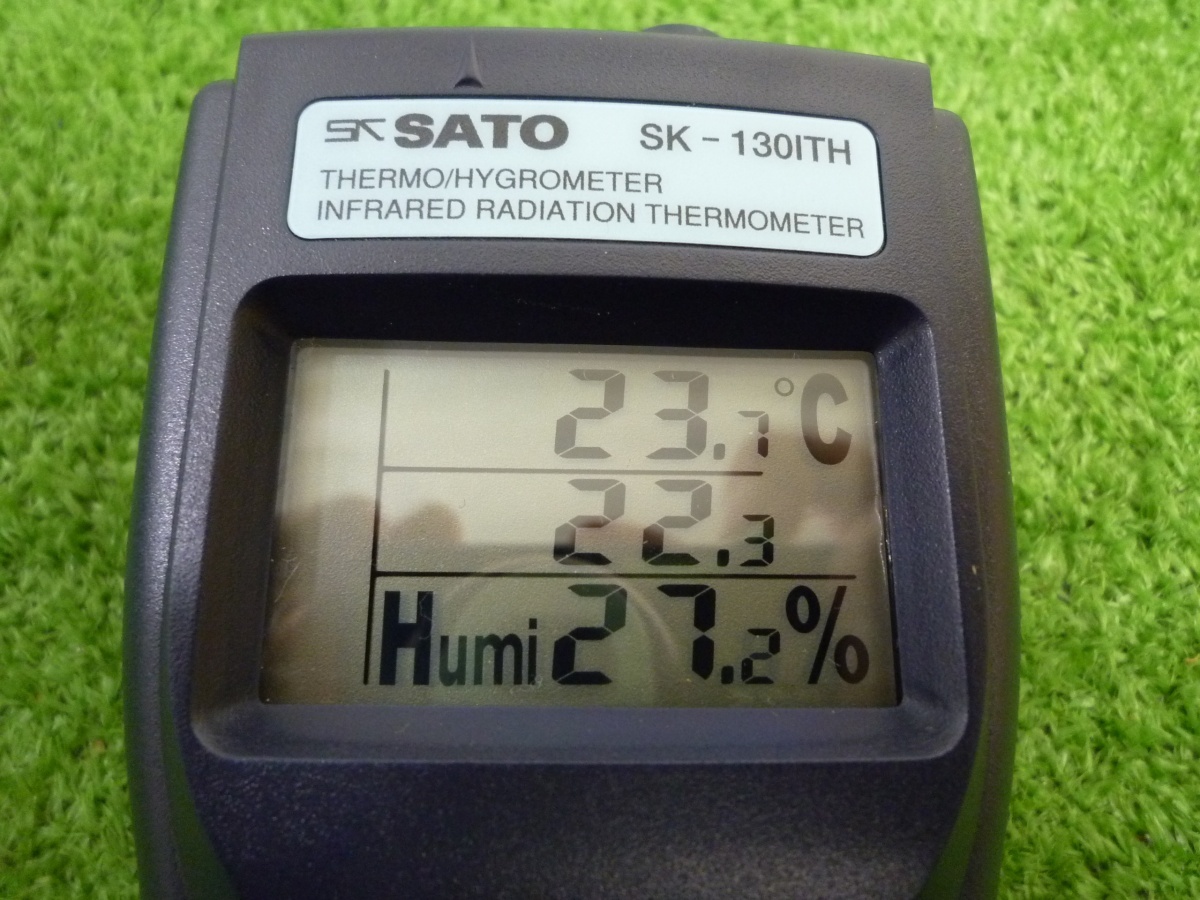 SK SATO SK-130ITH
THERMO/HYGROMETER
INFRARED RADIATION THERMOMETER
23.7 °C
22.3
Humi 27.2 %